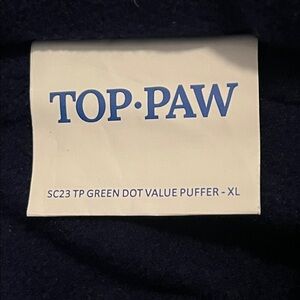 TOP·PAW
SC23 TP GREEN DOT VALUE PUFFER - XL